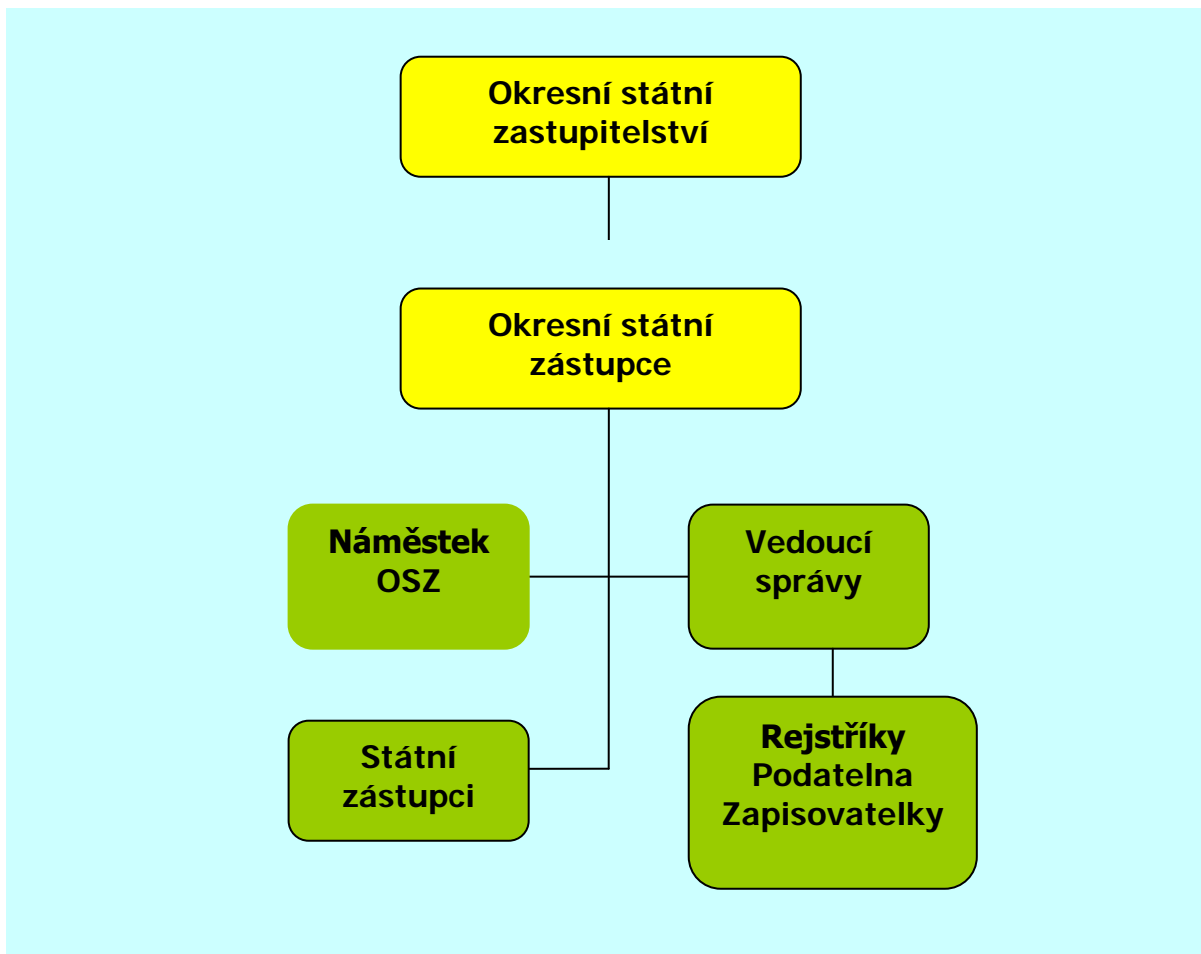 Okresní státní
zastupitelství
Okresní státní
zástupce
Náměstek
OSZ
Vedoucí
správy
Státní
zástupci
Rejstříky
Podatelna
Zapisovatelky